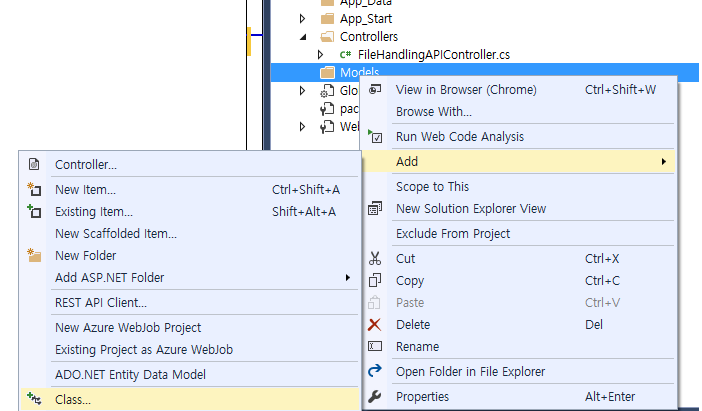 App_Data
App_Start
Controllers
C# FileHandlingAPIController.cs
Models
Glo
pac
We
View in Browser (Chrome) Ctrl+Shift+W
Browse With...
Run Web Code Analysis
Add
Scope to This
New Solution Explorer View
Exclude From Project
Cut Ctrl+X
Copy Ctrl+C
Paste Ctrl+V
Delete Del
Rename
Open Folder in File Explorer
Properties Alt+Enter
Controller...
New Item... Ctrl+Shift+A
Existing Item... Shift+Alt+A
New Scaffolded Item...
New Folder
Add ASP.NET Folder
REST API Client...
New Azure WebJob Project
Existing Project as Azure WebJob
ADO.NET Entity Data Model
Class...